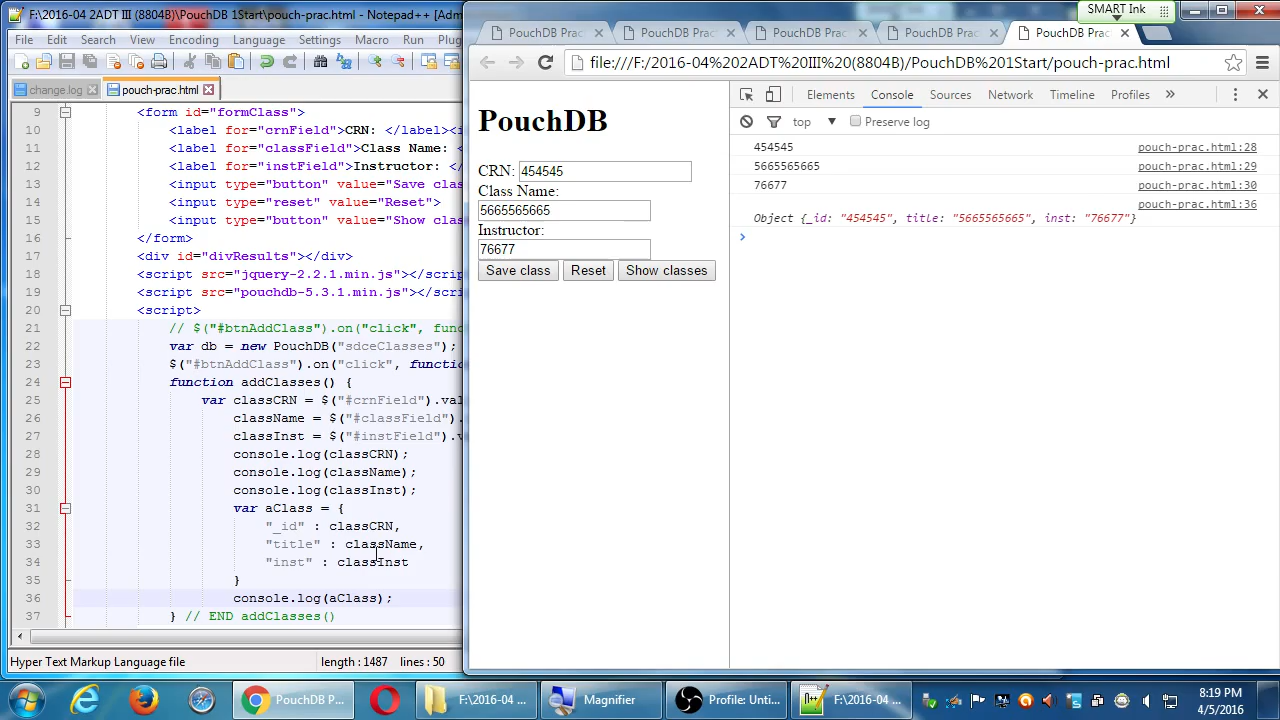 F:\2016-04 2ADT III (8804B)\PouchDB 1Start/pouch-prac.html - Notepad++ [Adm
File Edit Search View Encoding Language Settings Macro Run
change.log
pouch-prac.html
9 <form id="formClass">
10 <label for="crnField">CRN: </label><i
11 <label for="classField">Class Name:
12 <label for="instField">Instructor: </
13 <input type="button" value="Save clas
14 <input type="reset" value="Reset">
15 <input type="button" value="Show clas
16 </form>
17 <div id="divResults"></div>
18 <script src="jquery-2.2.1.min.js"></scrip
19 <script src="pouchdb-5.3.1.min.js"></scri
20 <script>
21 // $("#btnAddClass").on("click", func
22 var db = new PouchDB("sdceClasses");
23 $("#btnAddClass").on("click", functio
24 function addClasses() {
25 var classCRN = $("#crnField").val
26 className = $("#classField").
27 classInst = $("#instField").v
28 console.log(classCRN);
29 console.log(className);
30 console.log(classInst);
31 var aClass = {
32 "_id" : classCRN,
33 "title" : className,
34 "inst" : classInst
35 }
36 console.log(aClass);
37 } // END addClasses()
Hyper Text Markup Language file length : 1487 lines : 50
SMART Ink
PouchDB Prac PouchDB Prac PouchDB Prac PouchDB Prac PouchDB Prac
file:///F:/2016-04%202ADT%20III%20(8804B)/PouchDB%201Start/pouch-prac.html
PouchDB
CRN: 454545
Class Name:
5665565665
Instructor:
76677
Save class Reset Show classes
Elements Console Sources Network Timeline Profiles »
top Preserve log
454545 pouch-prac.html:28
5665565665 pouch-prac.html:29
76677 pouch-prac.html:30
pouch-prac.html:36
Object {_id: "454545", title: "5665565665", inst: "76677"}
PouchDB P... F:\2016-04 ... Magnifier Profile: Unti... F:\2016-04 ...
8:19 PM
4/5/2016